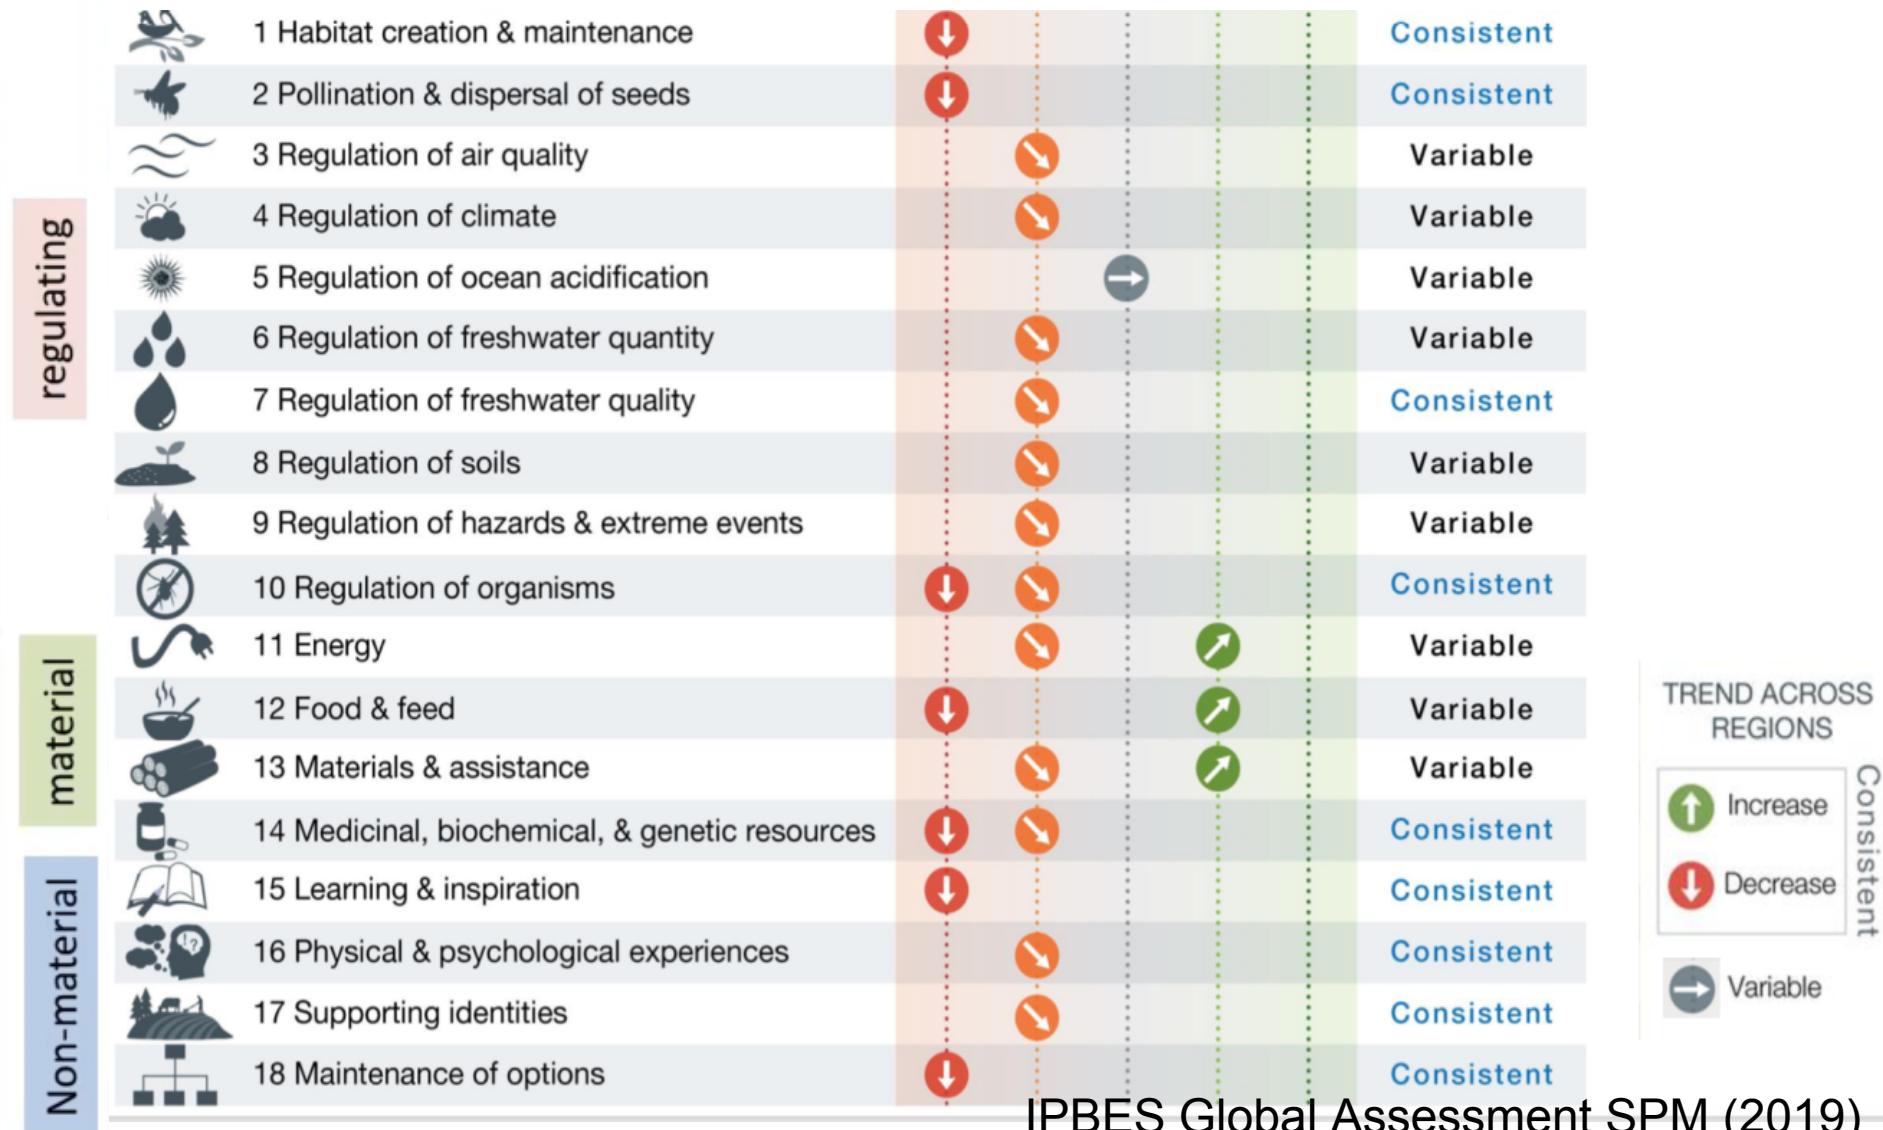 regulating
material
Non-material
1 Habitat creation & maintenance Consistent
2 Pollination & dispersal of seeds Consistent
3 Regulation of air quality Variable
4 Regulation of climate Variable
5 Regulation of ocean acidification Variable
6 Regulation of freshwater quantity Variable
7 Regulation of freshwater quality Consistent
8 Regulation of soils Variable
9 Regulation of hazards & extreme events Variable
10 Regulation of organisms Consistent
11 Energy Variable
12 Food & feed Variable
13 Materials & assistance Variable
14 Medicinal, biochemical, & genetic resources Consistent
15 Learning & inspiration Consistent
16 Physical & psychological experiences Consistent
17 Supporting identities Consistent
18 Maintenance of options Consistent
TREND ACROSS
REGIONS
Increase
Decrease
Consistent
Variable
IPBES Global Assessment SPM (2019)